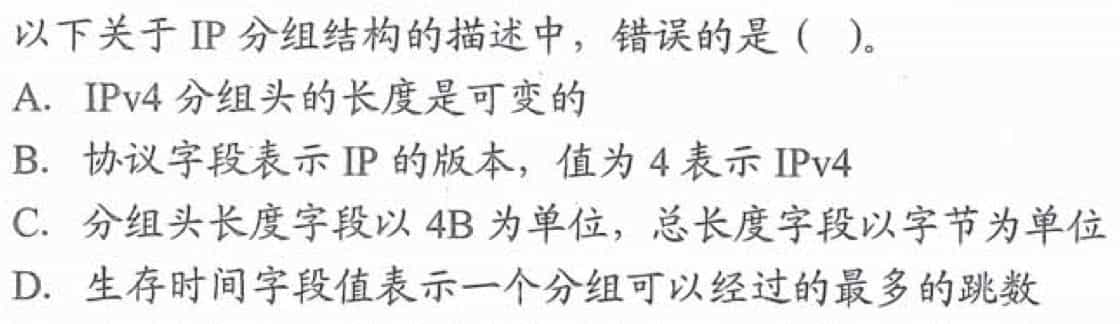 以下关于 IP 分组结构的描述中，错误的是（　）。
A. IPv4 分组头的长度是可变的
B. 协议字段表示 IP 的版本，值为 4 表示 IPv4
C. 分组头长度字段以 4B 为单位，总长度字段以字节为单位
D. 生存时间字段值表示一个分组可以经过的最多的跳数